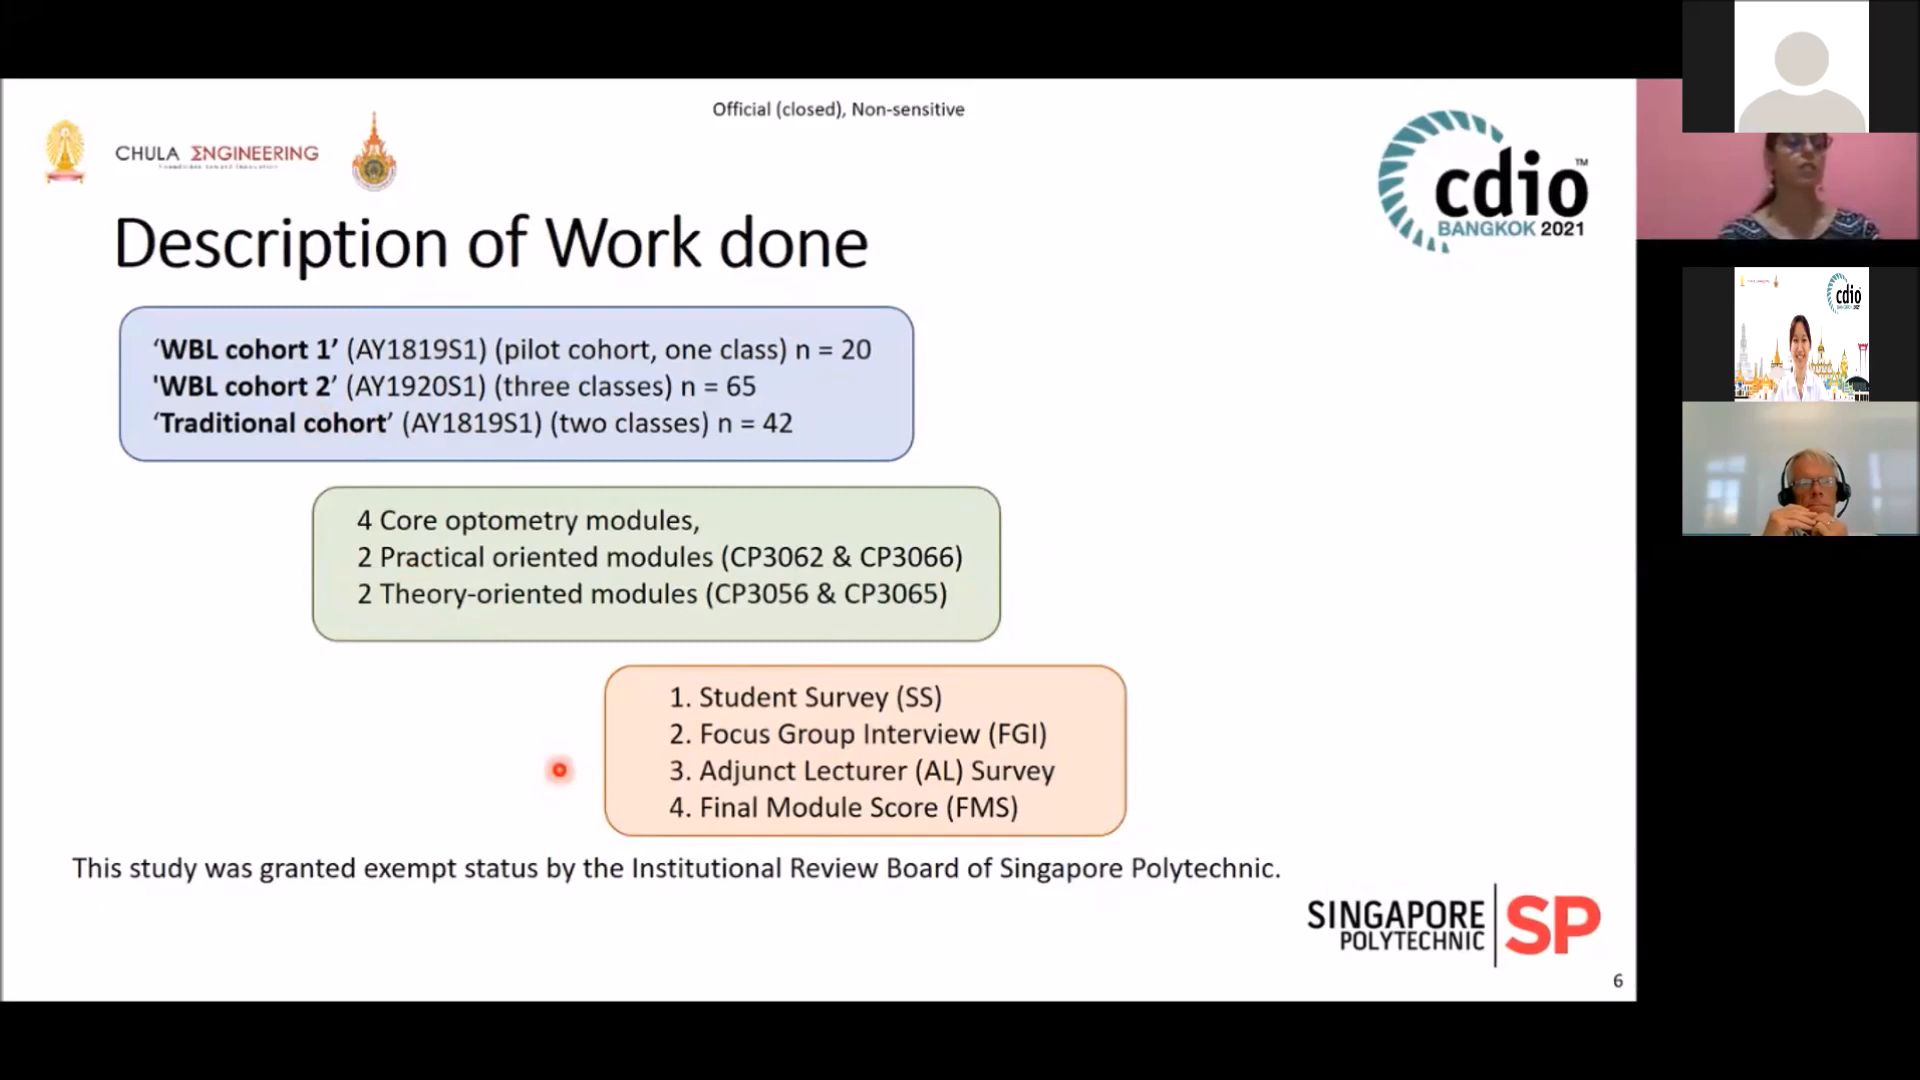 Official (closed), Non-sensitive
CHULA ΣNGINEERING
cdio™
BANGKOK 2021
Description of Work done
‘WBL cohort 1’ (AY1819S1) (pilot cohort, one class) n = 20
'WBL cohort 2’ (AY1920S1) (three classes) n = 65
‘Traditional cohort’ (AY1819S1) (two classes) n = 42
4 Core optometry modules,
2 Practical oriented modules (CP3062 & CP3066)
2 Theory-oriented modules (CP3056 & CP3065)
1. Student Survey (SS)
2. Focus Group Interview (FGI)
3. Adjunct Lecturer (AL) Survey
4. Final Module Score (FMS)
This study was granted exempt status by the Institutional Review Board of Singapore Polytechnic.
SINGAPORE
POLYTECHNIC
SP
6
cdio